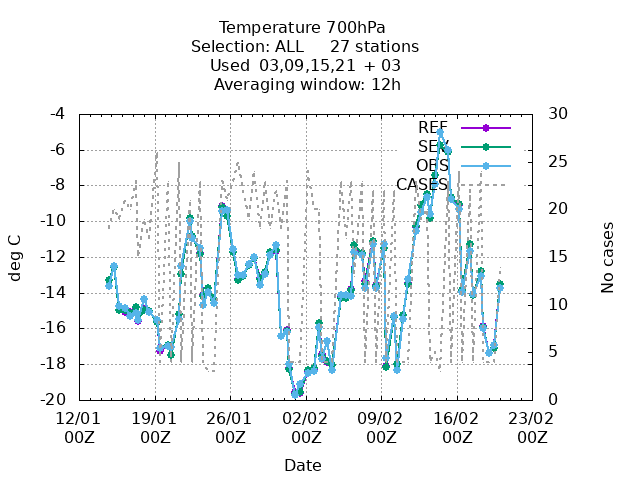 Temperature 700hPa
Selection: ALL 27 stations
Used 03,09,15,21 + 03
Averaging window: 12h
-4
-6
-8
-10
-12
-14
-16
-18
-20
deg C
30
25
20
15
10
5
0
No cases
REF
SEV
OBS
CASES
12/01 19/01 26/01 02/02 09/02 16/02 23/02
00Z 00Z 00Z 00Z 00Z 00Z 00Z
Date